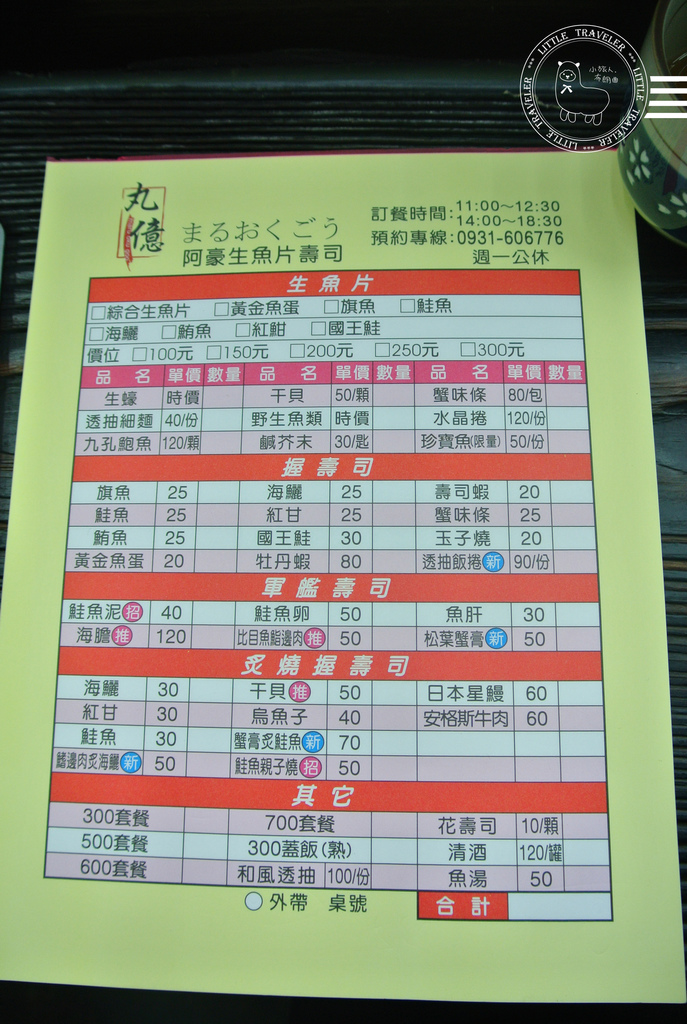 LITTLE TRAVELER *** LITTLE TRAVELER *** LITTLE TRAVELER ***
小旅人
布朗曲
丸億
まるおくごう
阿豪生魚片壽司
訂餐時間:11:00～12:30
14:00～18:30
預約專線:0931-606776
週一公休
生魚片
□綜合生魚片 □黃金魚蛋 □旗魚 □鮭魚
□海鱺 □鮪魚 □紅魽 □國王鮭
價位 □100元 □150元 □200元 □250元 □300元
品名 單價 數量 品名 單價 數量 品名 單價 數量
生蠔 時價 干貝 50/顆 蟹味條 80/包
透抽細麵 40/份 野生魚類 時價 水晶捲 120/份
九孔鮑魚 120/顆 鹹芥末 30/匙 珍寶魚(限量) 50/份
握壽司
旗魚 25 海鱺 25 壽司蝦 20
鮭魚 25 紅甘 25 蟹味條 25
鮪魚 25 國王鮭 30 玉子燒 20
黃金魚蛋 20 牡丹蝦 80 透抽飯捲新 90/份
軍艦壽司
鮭魚泥招 40 鮭魚卵 50 魚肝 30
海膽推 120 比目魚鰭邊肉推 50 松葉蟹膏新 50
炙燒握壽司
海鱺 30 干貝推 50 日本星鰻 60
紅甘 30 烏魚子 40 安格斯牛肉 60
鮭魚 30 蟹膏炙鮭魚新 70
鰭邊肉炙海鱺新 50 鮭魚親子燒招 50
其它
300套餐 700套餐 花壽司 10/顆
500套餐 300蓋飯(熟) 清酒 120/罐
600套餐 和風透抽 100/份 魚湯 50
外帶 桌號 合計